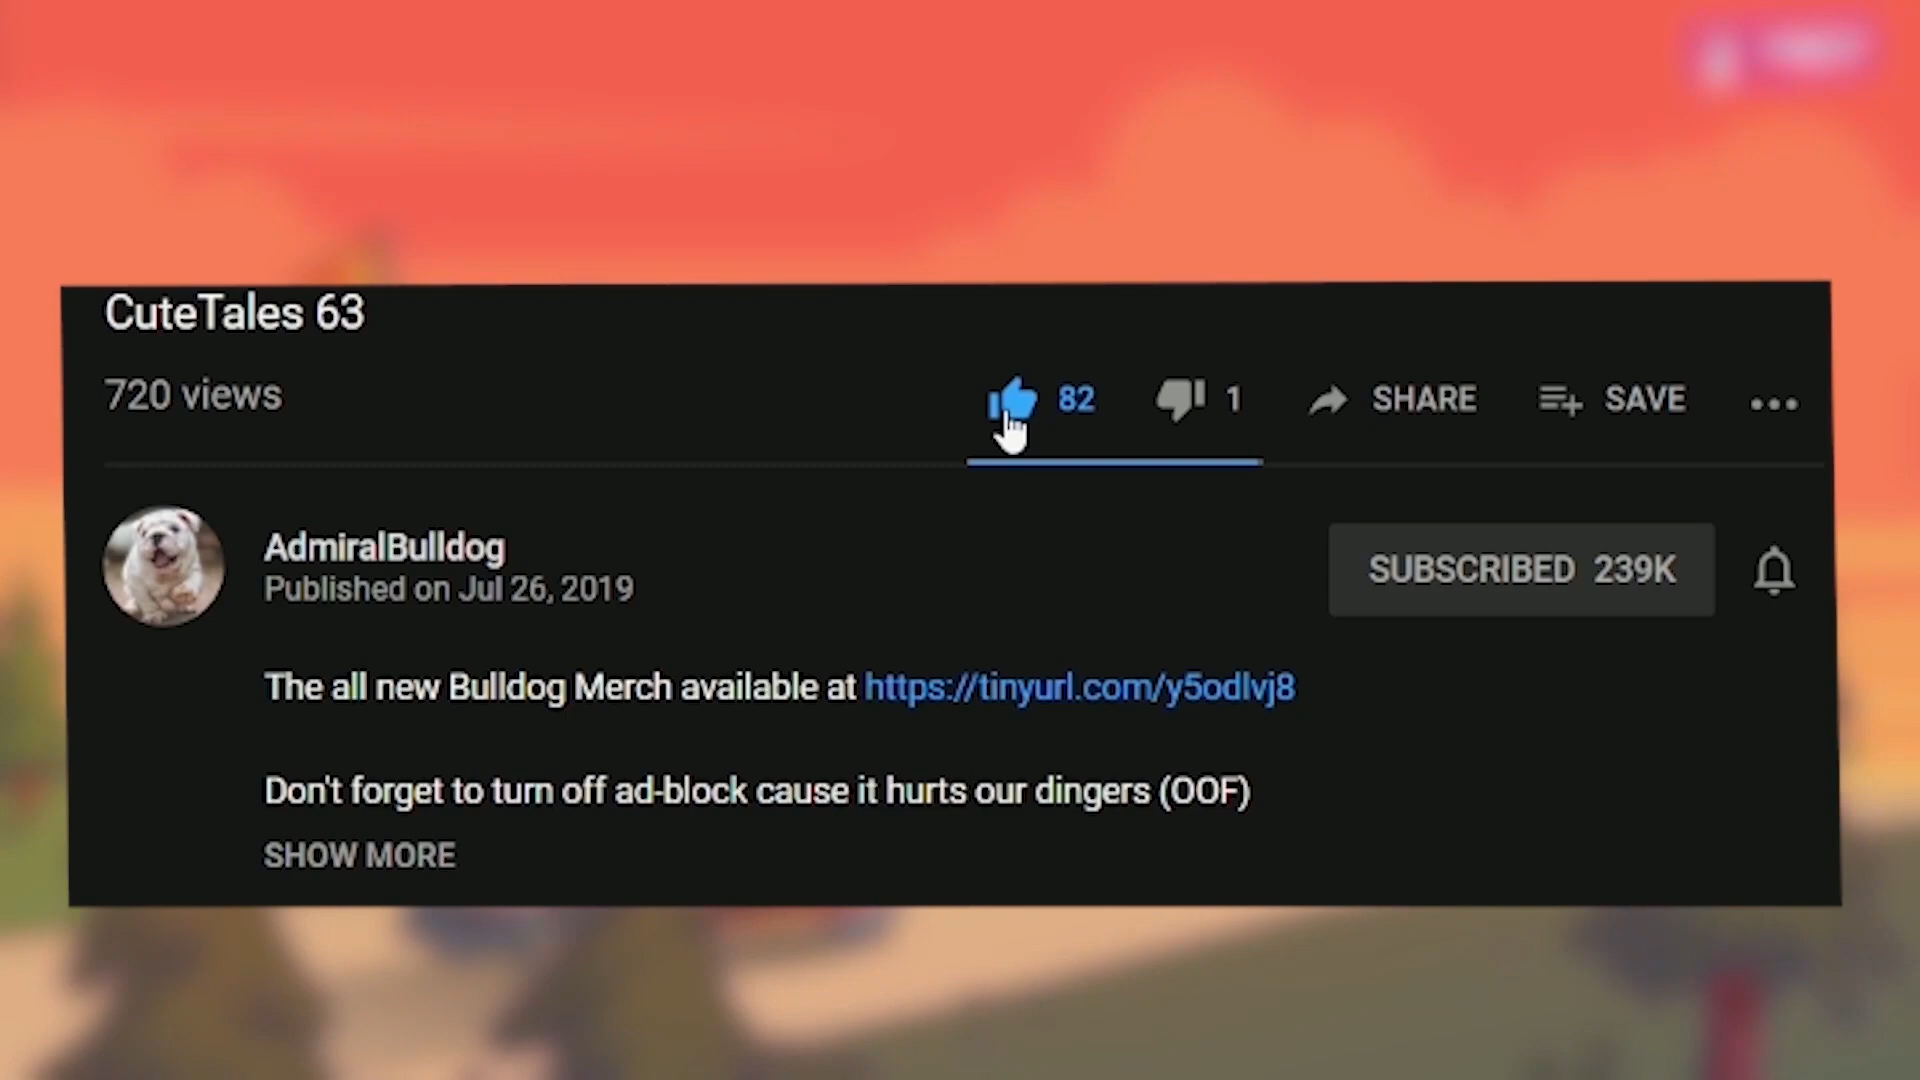 CuteTales 63
720 views
82 1 SHARE SAVE
AdmiralBulldog
Published on Jul 26, 2019
SUBSCRIBED 239K
The all new Bulldog Merch available at https://tinyurl.com/y5odlvj8
Don't forget to turn off ad-block cause it hurts our dingers (OOF)
SHOW MORE